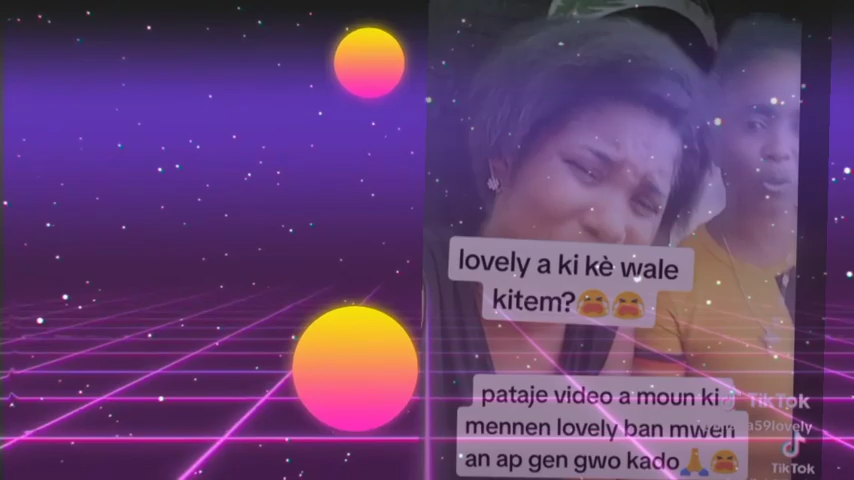 lovely a ki kè wale
kitem?😭😭
pataje video a moun ki
mennen lovely ban mwen
an ap gen gwo kado🙏😭
TikTok
a59lovely
TikTok